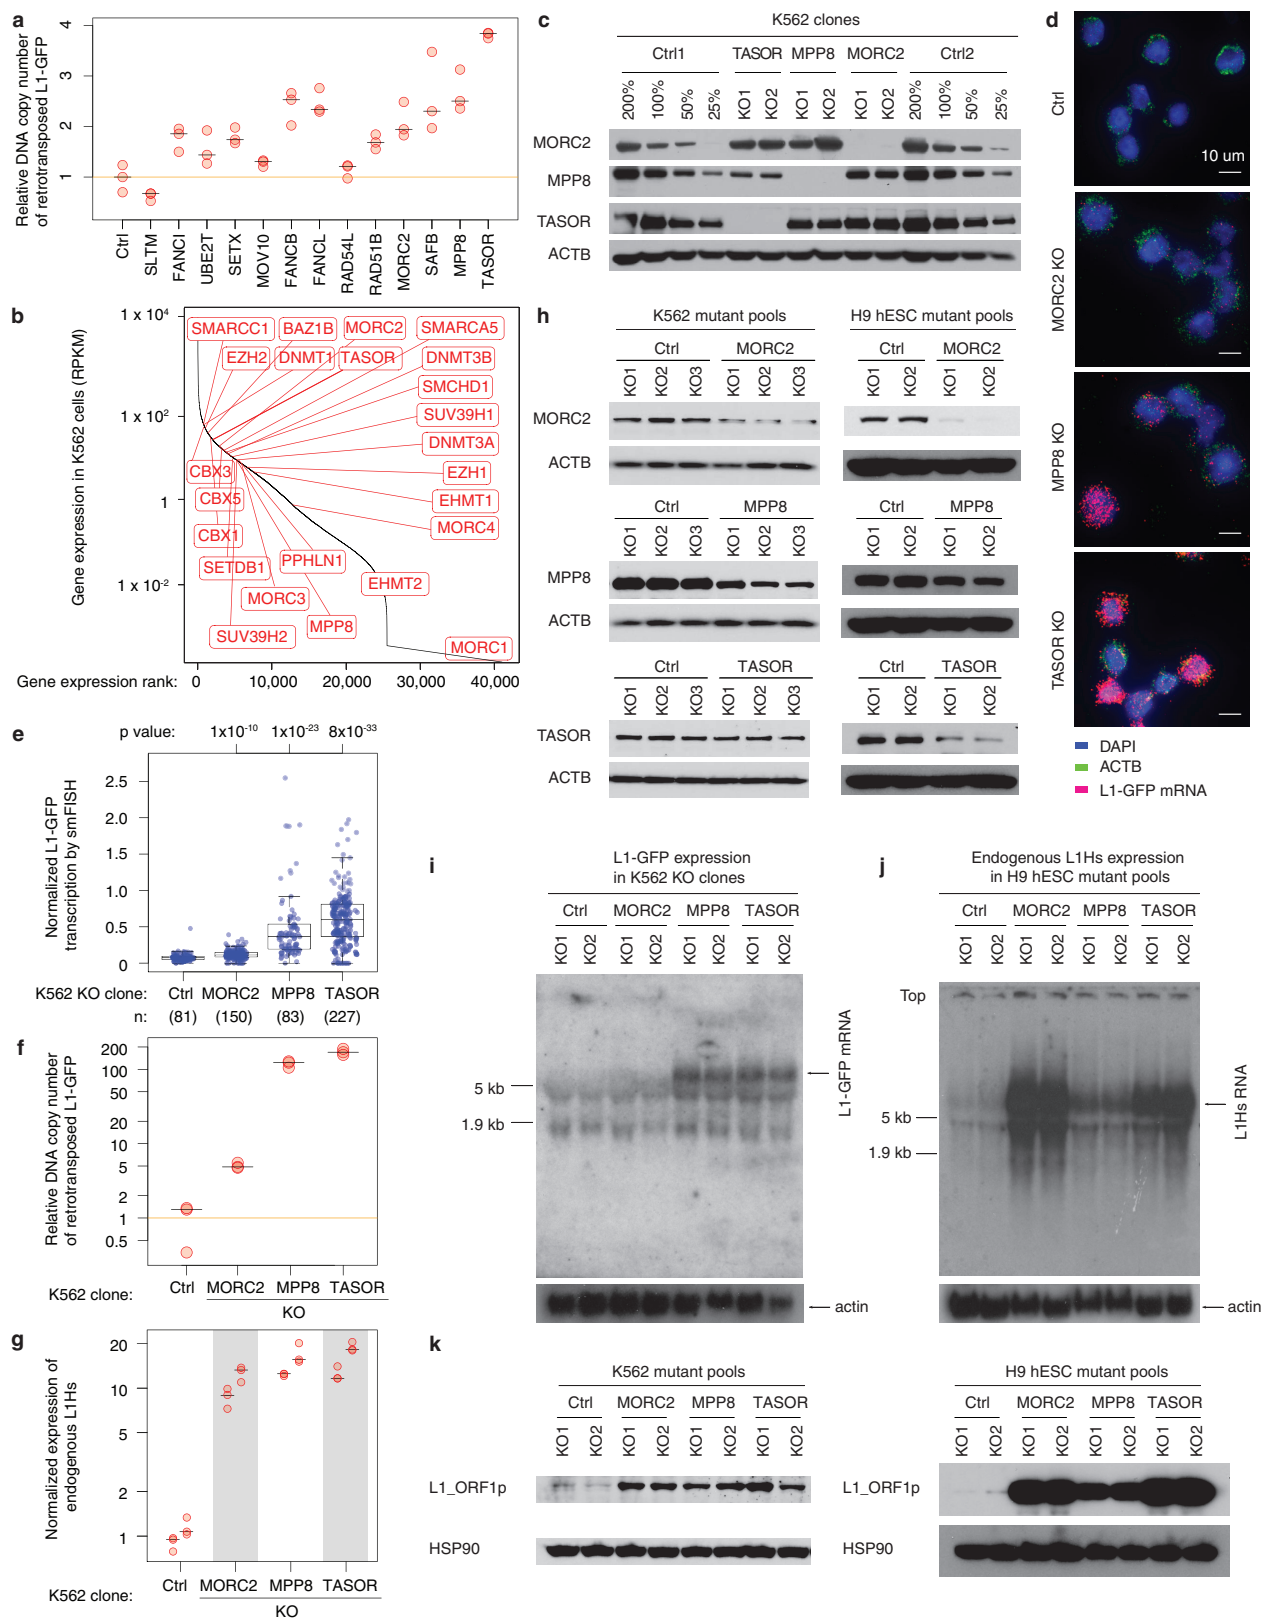 a
Relative DNA copy number
of retrotransposed L1-GFP
4
3
2
1
Ctrl
SLTM
FANCI
UBE2T
SETX
MOV10
FANCB
FANCL
RAD54L
RAD51B
MORC2
SAFB
MPP8
TASOR
b
Gene expression in K562 cells (RPKM)
1 x 10⁴
1 x 10²
1
1 x 10⁻²
SMARCC1 BAZ1B MORC2 SMARCA5
EZH2 DNMT1 TASOR DNMT3B
SMCHD1
SUV39H1
DNMT3A
CBX3 EZH1
CBX5 EHMT1
MORC4
CBX1
SETDB1 PPHLN1
EHMT2
MORC3
SUV39H2 MPP8
MORC1
Gene expression rank: 0 10,000 20,000 30,000 40,000
c
K562 clones
Ctrl1 TASOR MPP8 MORC2 Ctrl2
200% 100% 50% 25% KO1 KO2 KO1 KO2 KO1 KO2 200% 100% 50% 25%
MORC2
MPP8
TASOR
ACTB
d
Ctrl
10 um
MORC2 KO
MPP8 KO
TASOR KO
DAPI
ACTB
L1-GFP mRNA
e
p value: 1x10⁻¹⁰ 1x10⁻²³ 8x10⁻³³
Normalized L1-GFP
transcription by smFISH
2.5
2.0
1.5
1.0
0.5
0
K562 KO clone: Ctrl MORC2 MPP8 TASOR
n: (81) (150) (83) (227)
f
Relative DNA copy number
of retrotransposed L1-GFP
200
100
50
20
10
5
2
1
0.5
Ctrl MORC2 MPP8 TASOR
K562 clone:
KO
g
Normalized expression of
endogenous L1Hs
20
10
5
2
1
Ctrl MORC2 MPP8 TASOR
K562 clone:
KO
h
K562 mutant pools
Ctrl MORC2
KO1 KO2 KO3 KO1 KO2 KO3
MORC2
ACTB
Ctrl MPP8
KO1 KO2 KO3 KO1 KO2 KO3
MPP8
ACTB
Ctrl TASOR
KO1 KO2 KO3 KO1 KO2 KO3
TASOR
ACTB
H9 hESC mutant pools
Ctrl MORC2
KO1 KO2 KO1 KO2
Ctrl MPP8
KO1 KO2 KO1 KO2
Ctrl TASOR
KO1 KO2 KO1 KO2
i
L1-GFP expression
in K562 KO clones
Ctrl MORC2 MPP8 TASOR
KO1 KO2 KO1 KO2 KO1 KO2 KO1 KO2
5 kb
1.9 kb
L1-GFP mRNA
actin
j
Endogenous L1Hs expression
in H9 hESC mutant pools
Ctrl MORC2 MPP8 TASOR
KO1 KO2 KO1 KO2 KO1 KO2 KO1 KO2
Top
5 kb
1.9 kb
L1Hs RNA
actin
k
K562 mutant pools
Ctrl MORC2 MPP8 TASOR
KO1 KO2 KO1 KO2 KO1 KO2 KO1 KO2
L1_ORF1p
HSP90
H9 hESC mutant pools
Ctrl MORC2 MPP8 TASOR
KO1 KO2 KO1 KO2 KO1 KO2 KO1 KO2
L1_ORF1p
HSP90